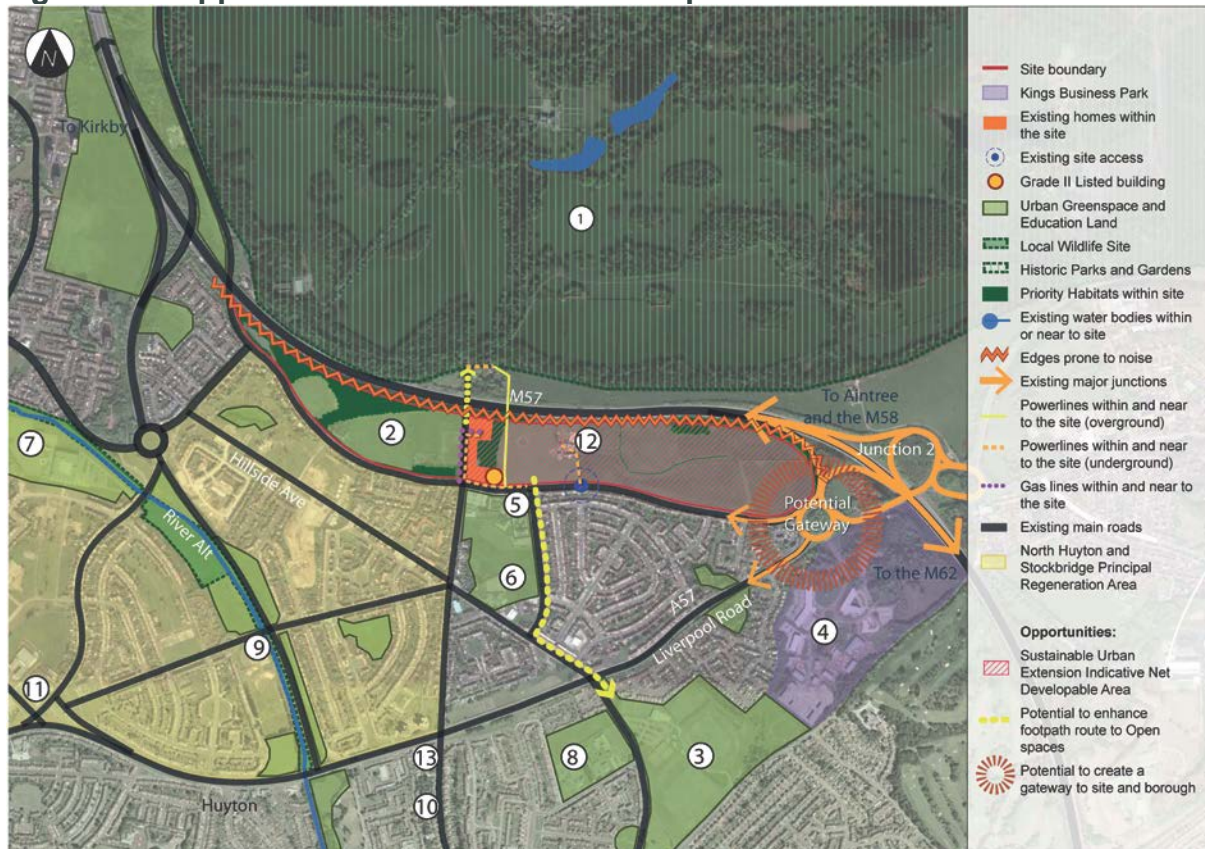 N
To Kirkby
1
M57
To Aintree
and the M58
Junction 2
2
12
7
Hillside Ave
5
Potential
Gateway
River Alt
6
To the M62
A57
Liverpool Road
4
9
11
13
8
3
10
Huyton
Site boundary
Kings Business Park
Existing homes within
the site
Existing site access
Grade II Listed building
Urban Greenspace and
Education Land
Local Wildlife Site
Historic Parks and Gardens
Priority Habitats within site
Existing water bodies within
or near to site
Edges prone to noise
Existing major junctions
Powerlines within and near
to the site (overground)
Powerlines within and near
to the site (underground)
Gas lines within and near to
the site
Existing main roads
North Huyton and
Stockbridge Principal
Regeneration Area
Opportunities:
Sustainable Urban
Extension Indicative Net
Developable Area
Potential to enhance
footpath route to Open
spaces
Potential to create a
gateway to site and borough